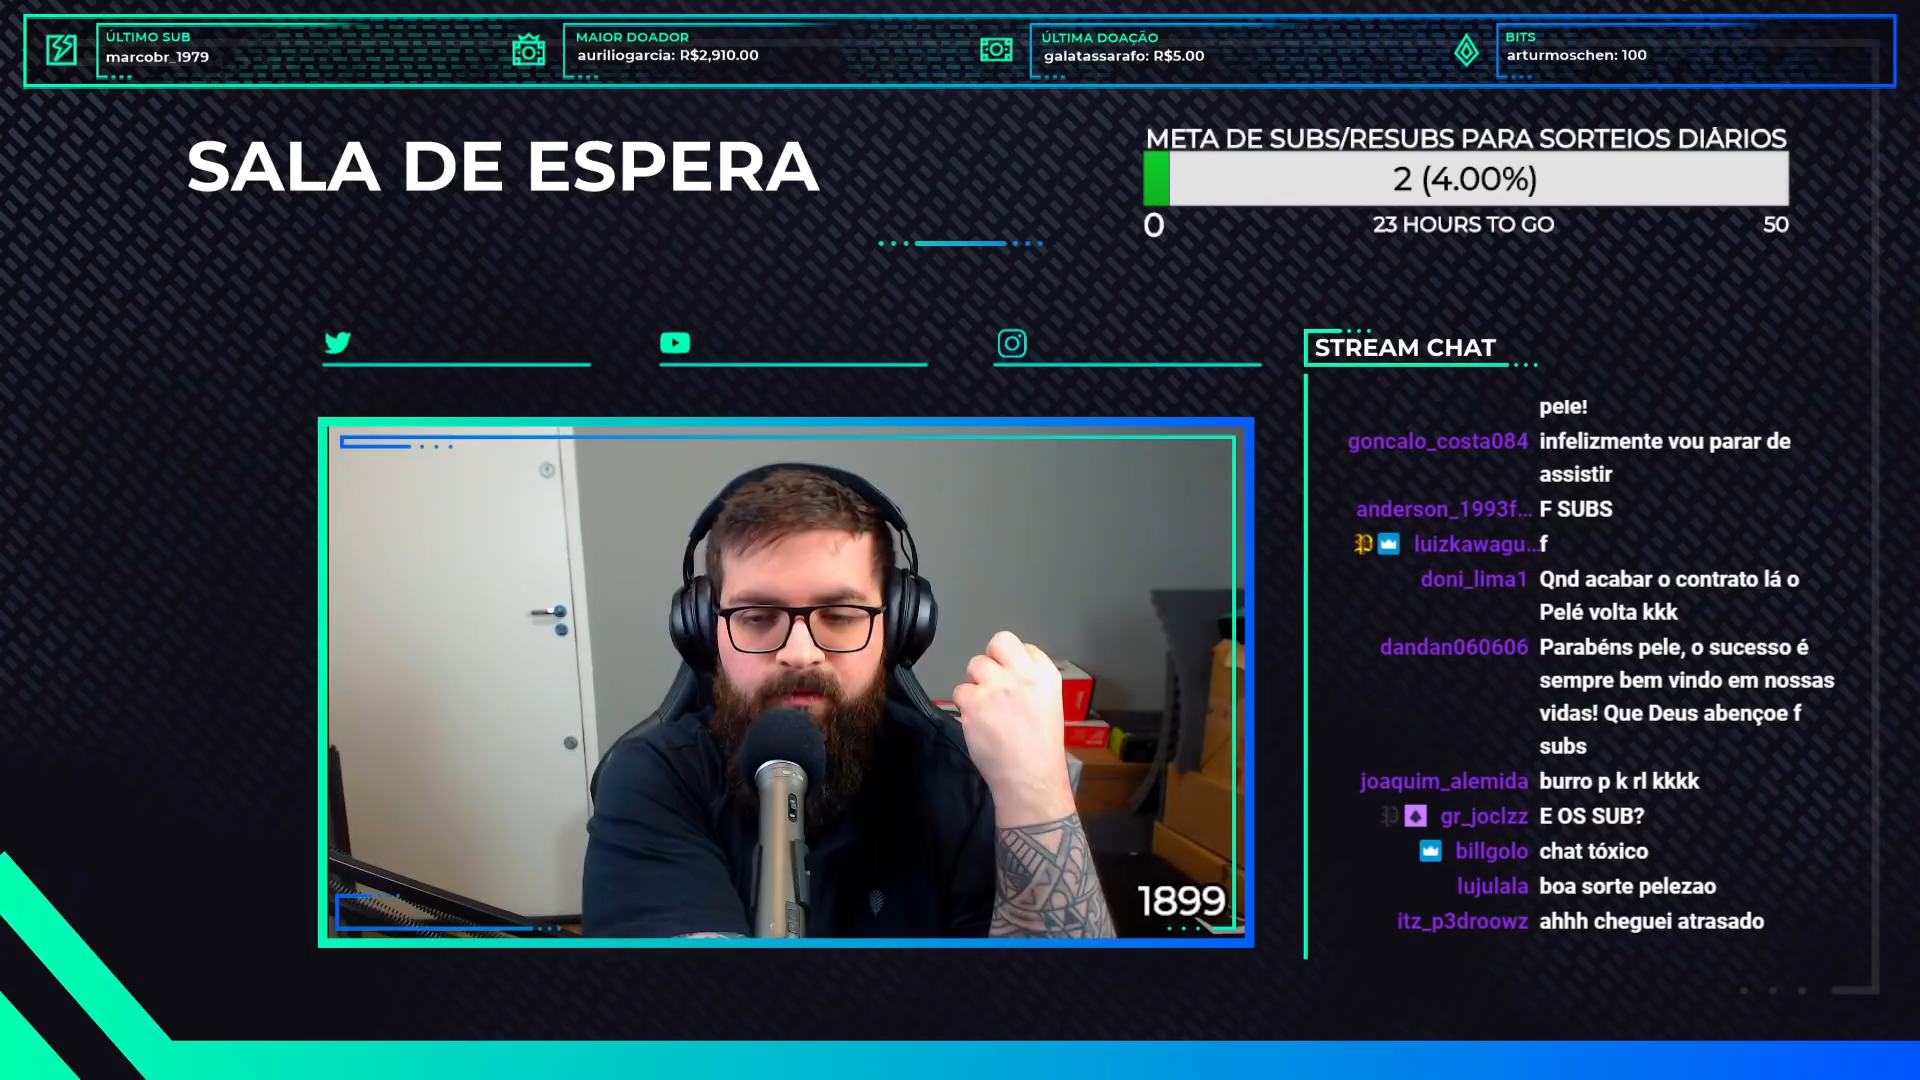 ÚLTIMO SUB
marcobr_1979
MAIOR DOADOR
auriliogarcia: R$2,910.00
ÚLTIMA DOAÇÃO
galatassarafo: R$5.00
BITS
arturmoschen: 100
SALA DE ESPERA
META DE SUBS/RESUBS PARA SORTEIOS DIÁRIOS
2 (4.00%)
0
23 HOURS TO GO
50
STREAM CHAT
pele!
goncalo_costa084 infelizmente vou parar de
assistir
anderson_1993f... F SUBS
luizkawagu... f
doni_lima1 Qnd acabar o contrato lá o
Pelé volta kkk
dandan060606 Parabéns pele, o sucesso é
sempre bem vindo em nossas
vidas! Que Deus abençoe f
subs
joaquim_alemida burro p k rl kkkk
gr_joclzz E OS SUB?
billgolo chat tóxico
lujulala boa sorte pelezao
itz_p3droowz ahhh cheguei atrasado
1899